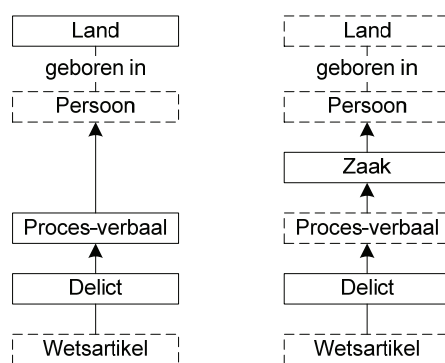 Land
geboren in
Persoon
Proces-verbaal
Delict
Wetsartikel
Land
geboren in
Persoon
Zaak
Proces-verbaal
Delict
Wetsartikel